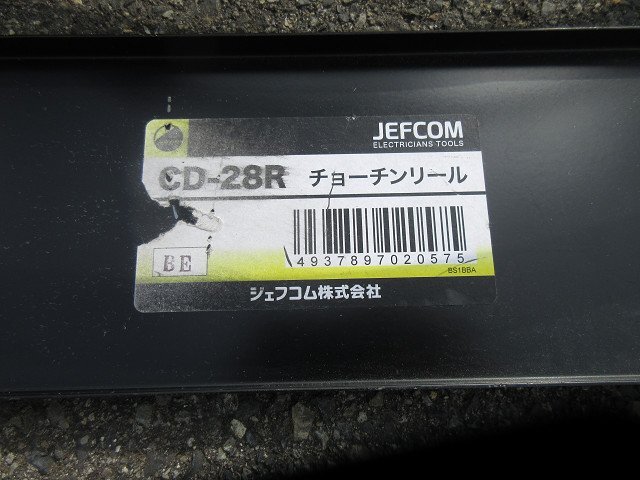 JEFCOM
ELECTRICIANS TOOLS
CD-28R チョーチンリール
4937897020575
BE
BS1BBA
ジェフコム株式会社